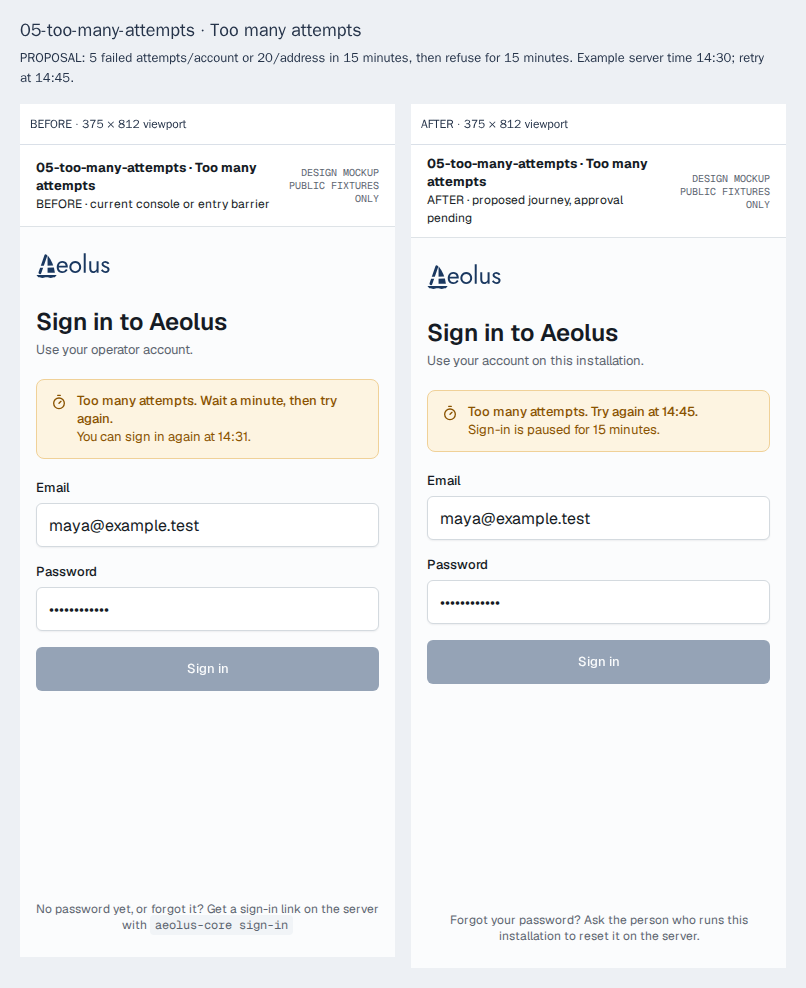 05-too-many-attempts · Too many attempts
PROPOSAL: 5 failed attempts/account or 20/address in 15 minutes, then refuse for 15 minutes. Example server time 14:30; retry
at 14:45.
BEFORE · 375 × 812 viewport
05-too-many-attempts · Too many
attempts
BEFORE · current console or entry barrier
DESIGN MOCKUP
PUBLIC FIXTURES
ONLY
Aeolus
Sign in to Aeolus
Use your operator account.
Too many attempts. Wait a minute, then try
again.
You can sign in again at 14:31.
Email
maya@example.test
Password
••••••••••••
Sign in
No password yet, or forgot it? Get a sign-in link on the server
with aeolus-core sign-in
AFTER · 375 × 812 viewport
05-too-many-attempts · Too many
attempts
AFTER · proposed journey, approval
pending
DESIGN MOCKUP
PUBLIC FIXTURES
ONLY
Aeolus
Sign in to Aeolus
Use your account on this installation.
Too many attempts. Try again at 14:45.
Sign-in is paused for 15 minutes.
Email
maya@example.test
Password
••••••••••••
Sign in
Forgot your password? Ask the person who runs this
installation to reset it on the server.